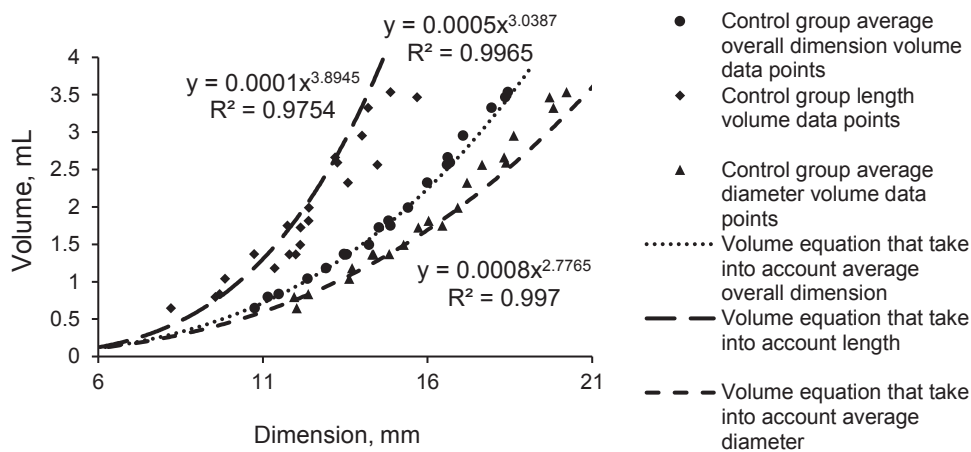 y = 0.0005x^3.0387
R² = 0.9965
y = 0.0001x^3.8945
R² = 0.9754
y = 0.0008x^2.7765
R² = 0.997
4
3.5
3
2.5
2
1.5
1
0.5
0
6
11
16
21
Volume, mL
Dimension, mm
Control group average
overall dimension volume
data points
Control group length
volume data points
Control group average
diameter volume data
points
Volume equation that take
into account average
overall dimension
Volume equation that take
into account length
Volume equation that take
into account average
diameter